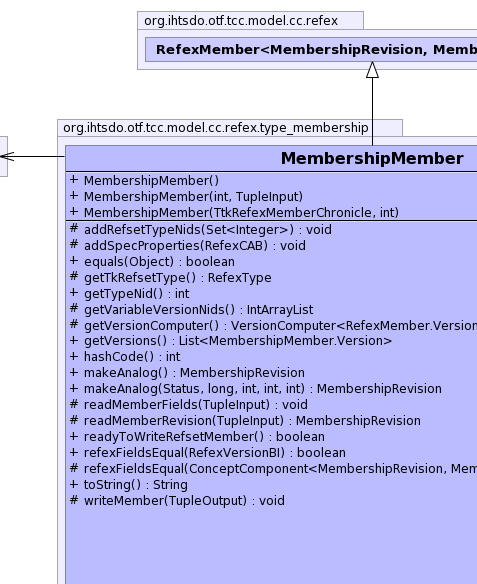 org.ihtsdo.otf.tcc.model.cc.refex
RefexMember<MembershipRevision, Memb
org.ihtsdo.otf.tcc.model.cc.refex.type_membership
MembershipMember
+ MembershipMember()
+ MembershipMember(int, TupleInput)
+ MembershipMember(TtkRefexMemberChronicle, int)
# addRefsetTypeNids(Set<Integer>) : void
# addSpecProperties(RefexCAB) : void
+ equals(Object) : boolean
# getTkRefsetType() : RefexType
+ getTypeNid() : int
# getVariableVersionNids() : IntArrayList
# getVersionComputer() : VersionComputer<RefexMember.Version
+ getVersions() : List<MembershipMember.Version>
+ hashCode() : int
+ makeAnalog() : MembershipRevision
+ makeAnalog(Status, long, int, int, int) : MembershipRevision
# readMemberFields(TupleInput) : void
# readMemberRevision(TupleInput) : MembershipRevision
+ readyToWriteRefsetMember() : boolean
+ refexFieldsEqual(RefexVersionBI) : boolean
# refexFieldsEqual(ConceptComponent<MembershipRevision, Mem
+ toString() : String
# writeMember(TupleOutput) : void